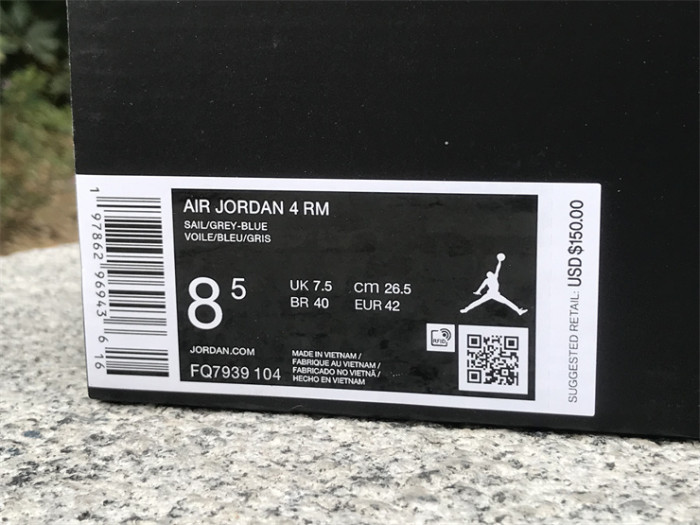 AIR JORDAN 4 RM
SAIL/GREY-BLUE
VOILE/BLEU/GRIS
8 5
UK 7.5 cm 26.5
BR 40 EUR 42
JORDAN.COM
FQ7939 104
MADE IN VIETNAM /
FABRIQUE AU VIETNAM /
FABRICADO NO VIETNÃ /
HECHO EN VIETNAM
RFID
1 97862 96943 6 16
SUGGESTED RETAIL: USD $150.00